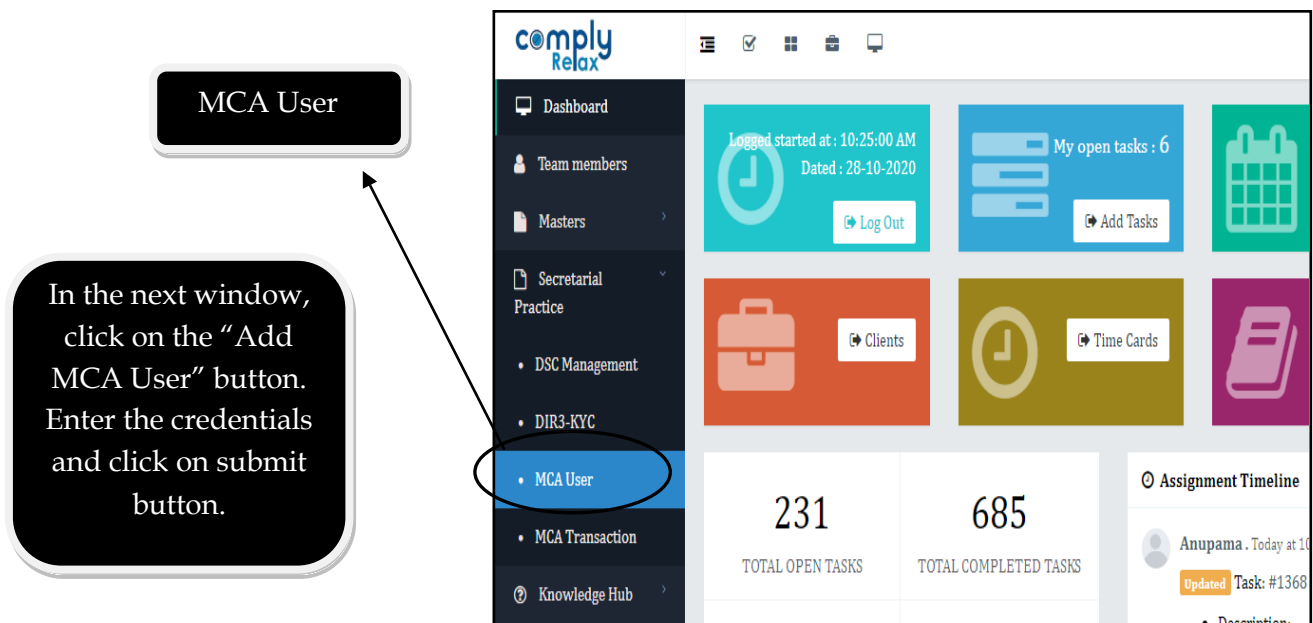 MCA User
In the next window,
click on the “Add
MCA User” button.
Enter the credentials
and click on submit
button.
comply
Relax
Dashboard
Team members
Masters
Secretarial
Practice
• DSC Management
• DIR3-KYC
• MCA User
• MCA Transaction
Knowledge Hub
Logged started at : 10:25:00 AM
Dated : 28-10-2020
Log Out
My open tasks : 6
Add Tasks
Clients
Time Cards
231
TOTAL OPEN TASKS
685
TOTAL COMPLETED TASKS
Assignment Timeline
Anupama . Today at 10
Updated Task: #1368
• Description: